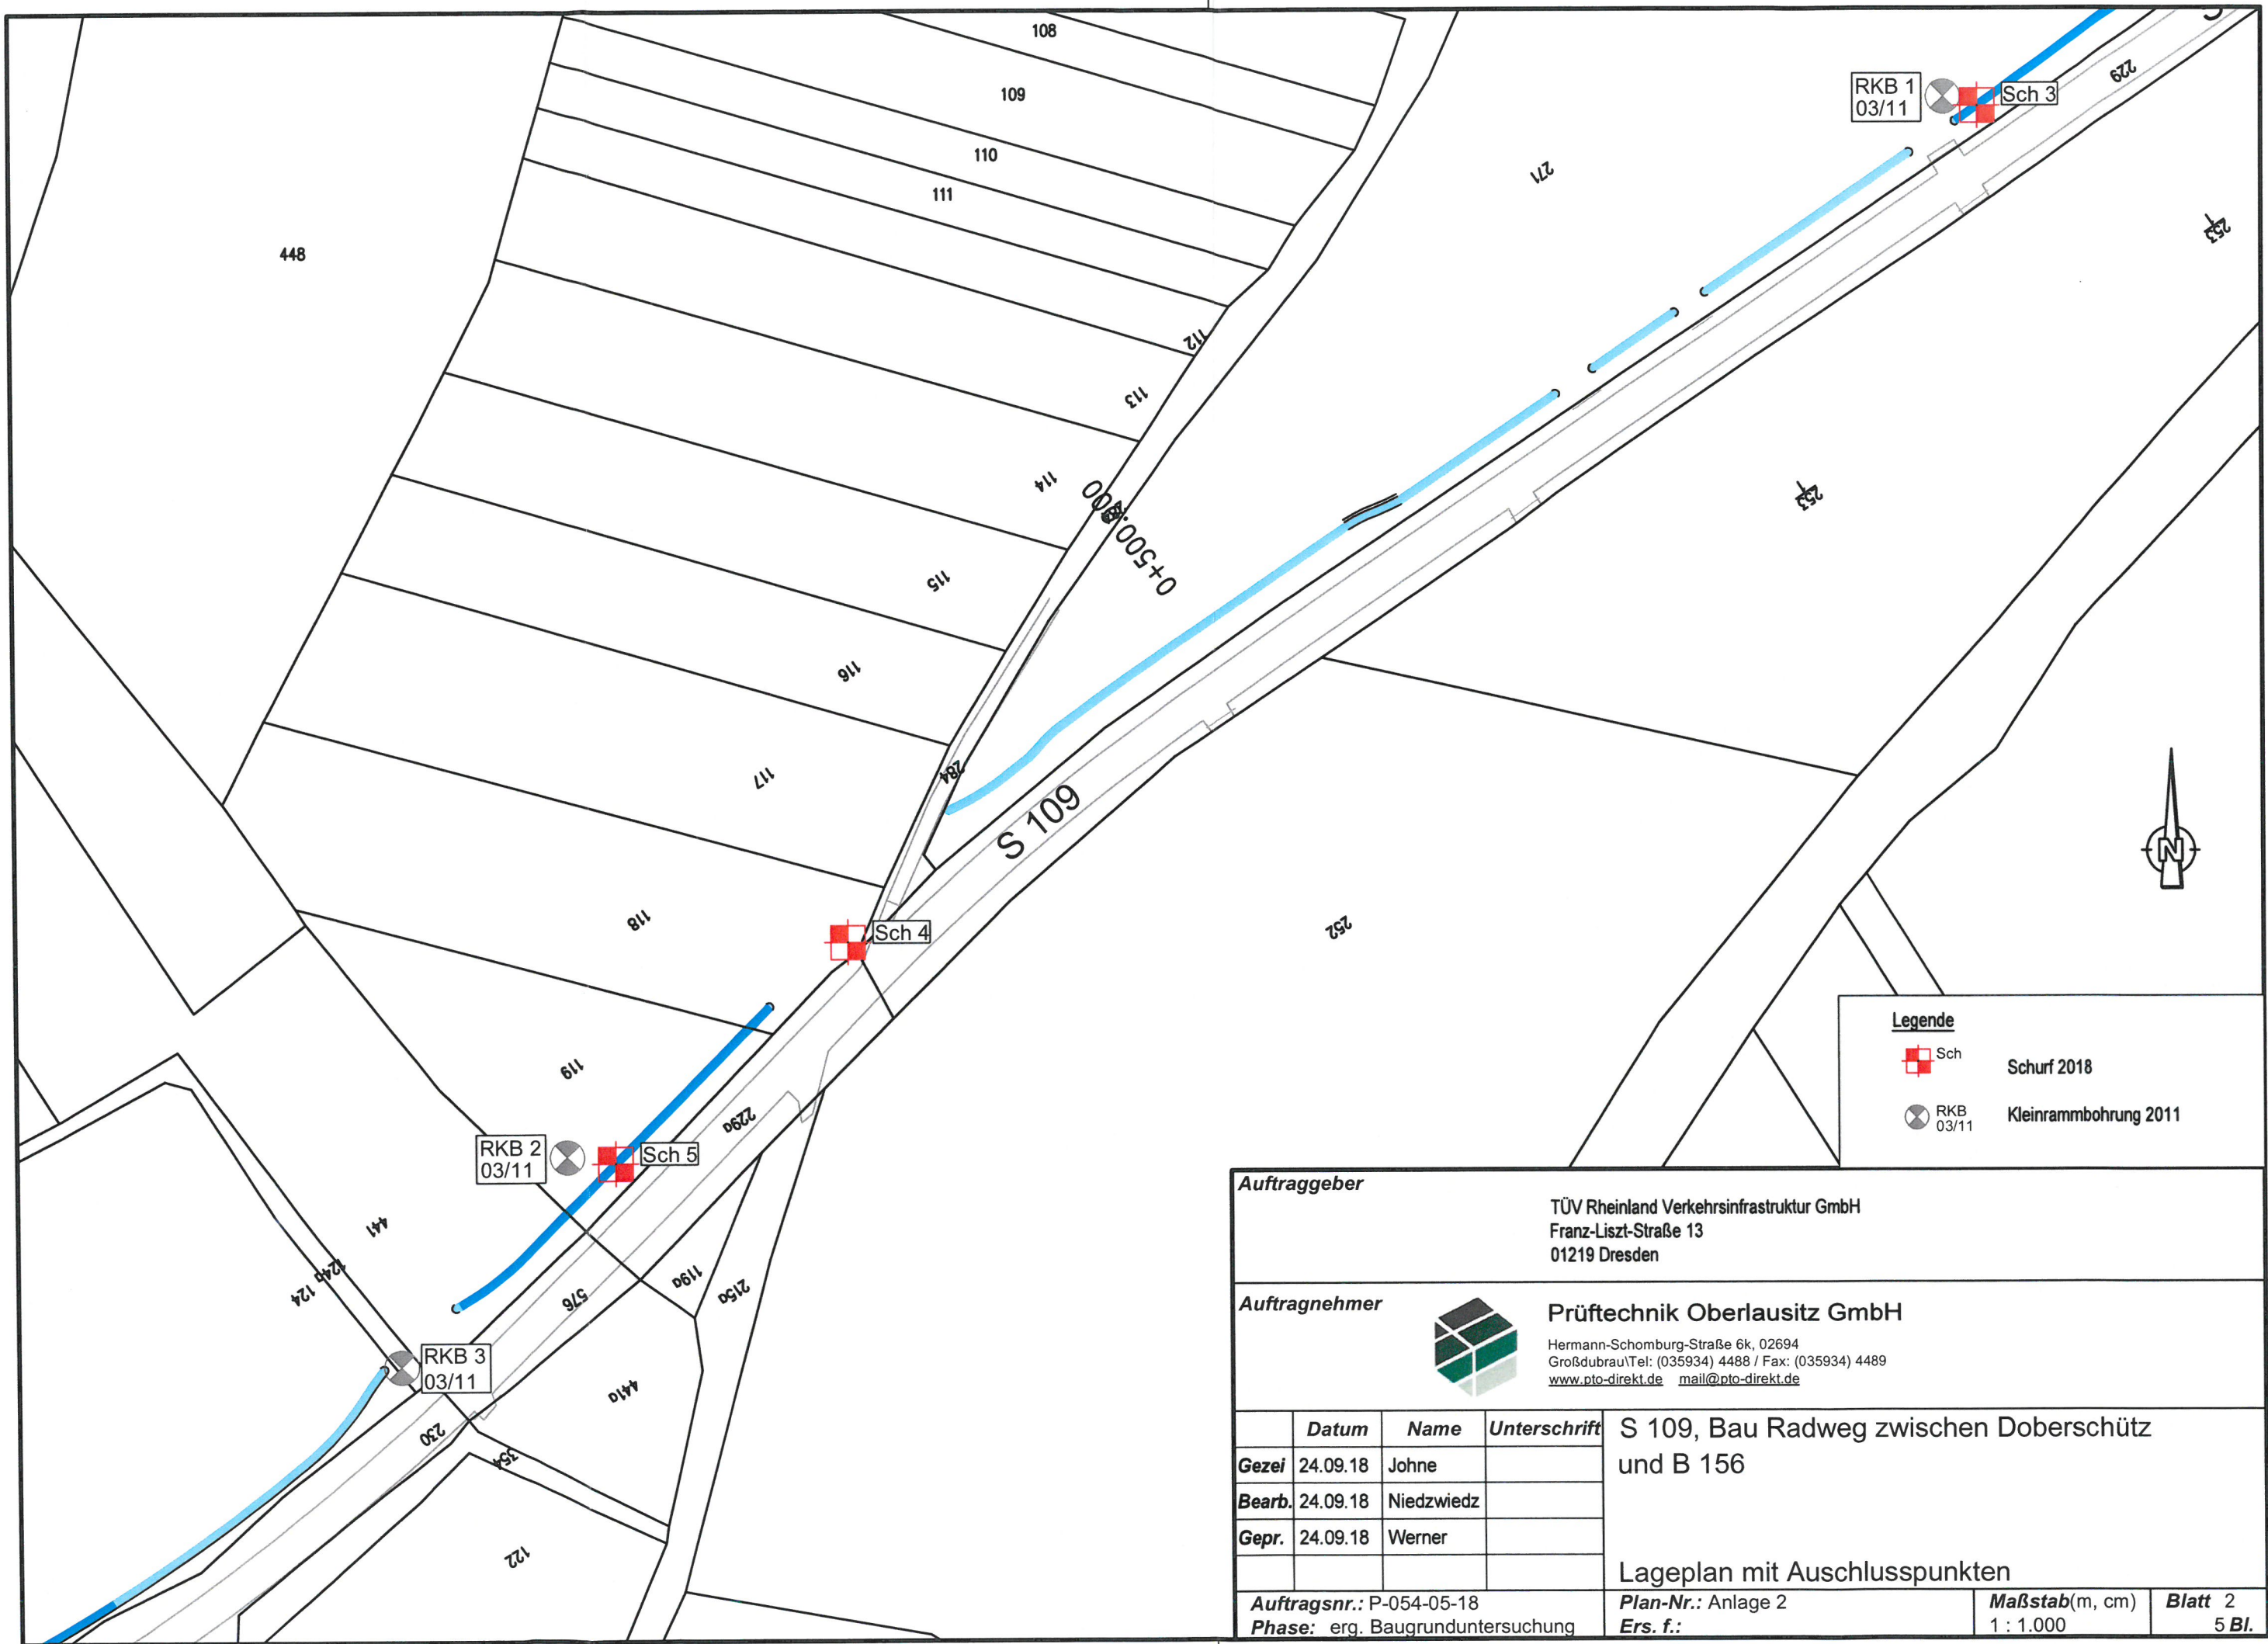 108
109
110
111
448
271
RKB 1
03/11
Sch 3
229
253
112
113
114
0+500.000
253
115
116
117
284
S 109
118
Sch 4
252
119
229a
RKB 2
03/11
Sch 5
441
124a
124
576
119a
215a
RKB 3
03/11
441a
230
354
122
N
Legende
Sch
Schurf 2018
RKB
03/11
Kleinrammbohrung 2011
Auftraggeber
TÜV Rheinland Verkehrsinfrastruktur GmbH
Franz-Liszt-Straße 13
01219 Dresden
Auftragnehmer
Prüftechnik Oberlausitz GmbH
Hermann-Schomburg-Straße 6k, 02694
Großdubrau\Tel: (035934) 4488 / Fax: (035934) 4489
www.pto-direkt.de mail@pto-direkt.de
Datum Name Unterschrift
Gezei 24.09.18 Johne
Bearb. 24.09.18 Niedzwiedz
Gepr. 24.09.18 Werner
S 109, Bau Radweg zwischen Doberschütz
und B 156
Lageplan mit Auschlusspunkten
Auftragsnr.: P-054-05-18
Phase: erg. Baugrunduntersuchung
Plan-Nr.: Anlage 2
Ers. f.:
Maßstab(m, cm)
1 : 1.000
Blatt 2
5 Bl.